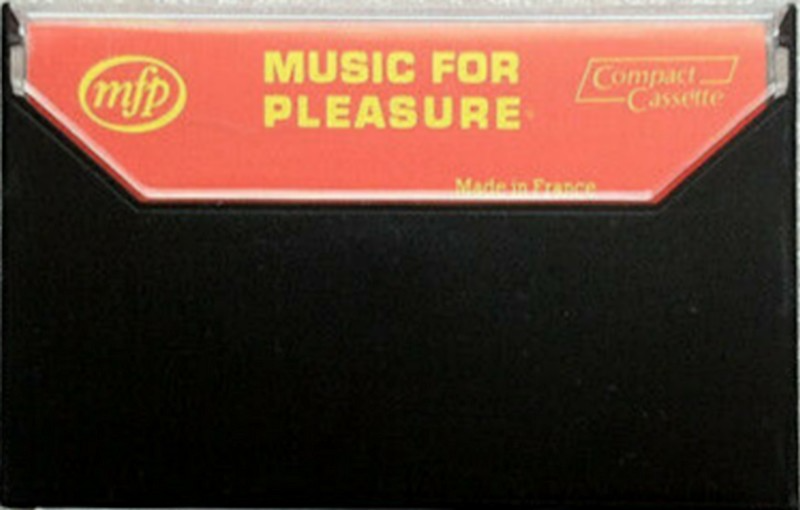 mfp
MUSIC FOR
PLEASURE
Compact
Cassette
Made in France